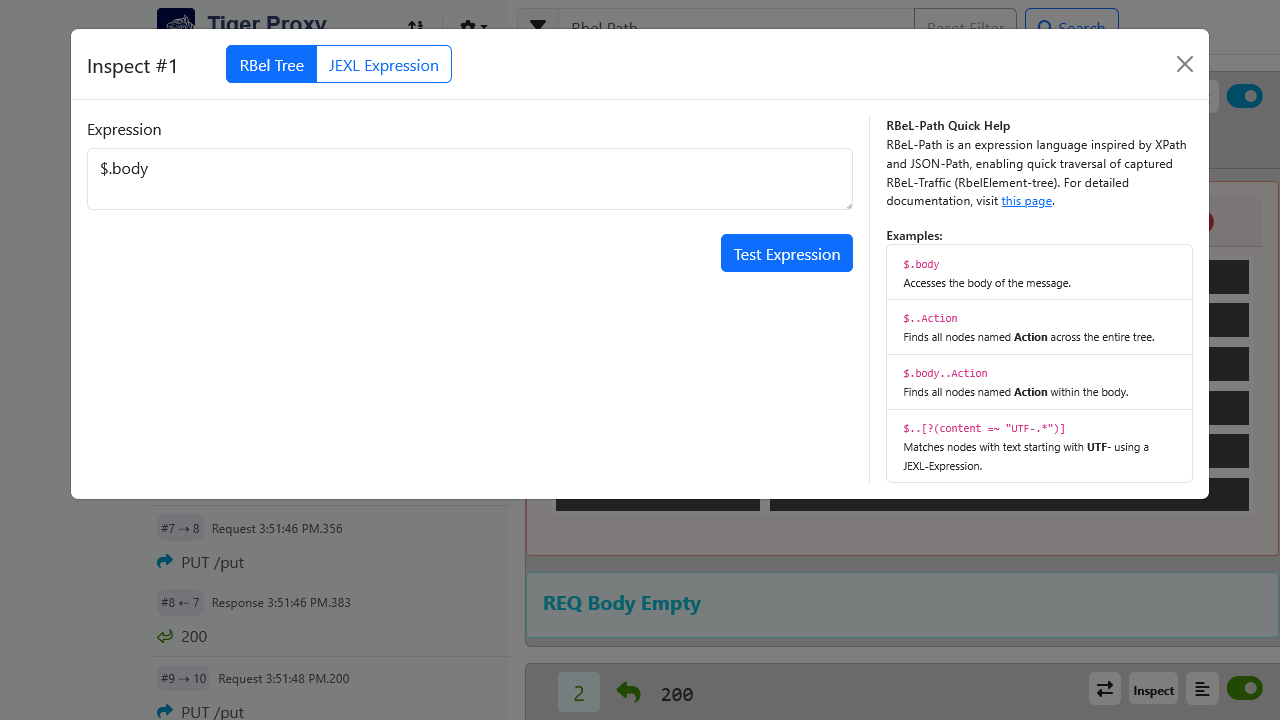 Tiger Proxy
Rbel Path
Reset Filter
Search
Inspect #1
RBel Tree
JEXL Expression
Expression
$.body
Test Expression
RBeL-Path Quick Help
RBeL-Path is an expression language inspired by XPath
and JSON-Path, enabling quick traversal of captured
RBeL-Traffic (RbelElement-tree). For detailed
documentation, visit this page.
Examples:
$.body
Accesses the body of the message.
$..Action
Finds all nodes named Action across the entire tree.
$.body..Action
Finds all nodes named Action within the body.
$..[?(content =~ "UTF-.*")]
Matches nodes with text starting with UTF- using a
JEXL-Expression.
#7 ⇢ 8 Request 3:51:46 PM.356
PUT /put
#8 ⇠ 7 Response 3:51:46 PM.383
200
#9 ⇢ 10 Request 3:51:48 PM.200
PUT /put
REQ Body Empty
2 200
Inspect